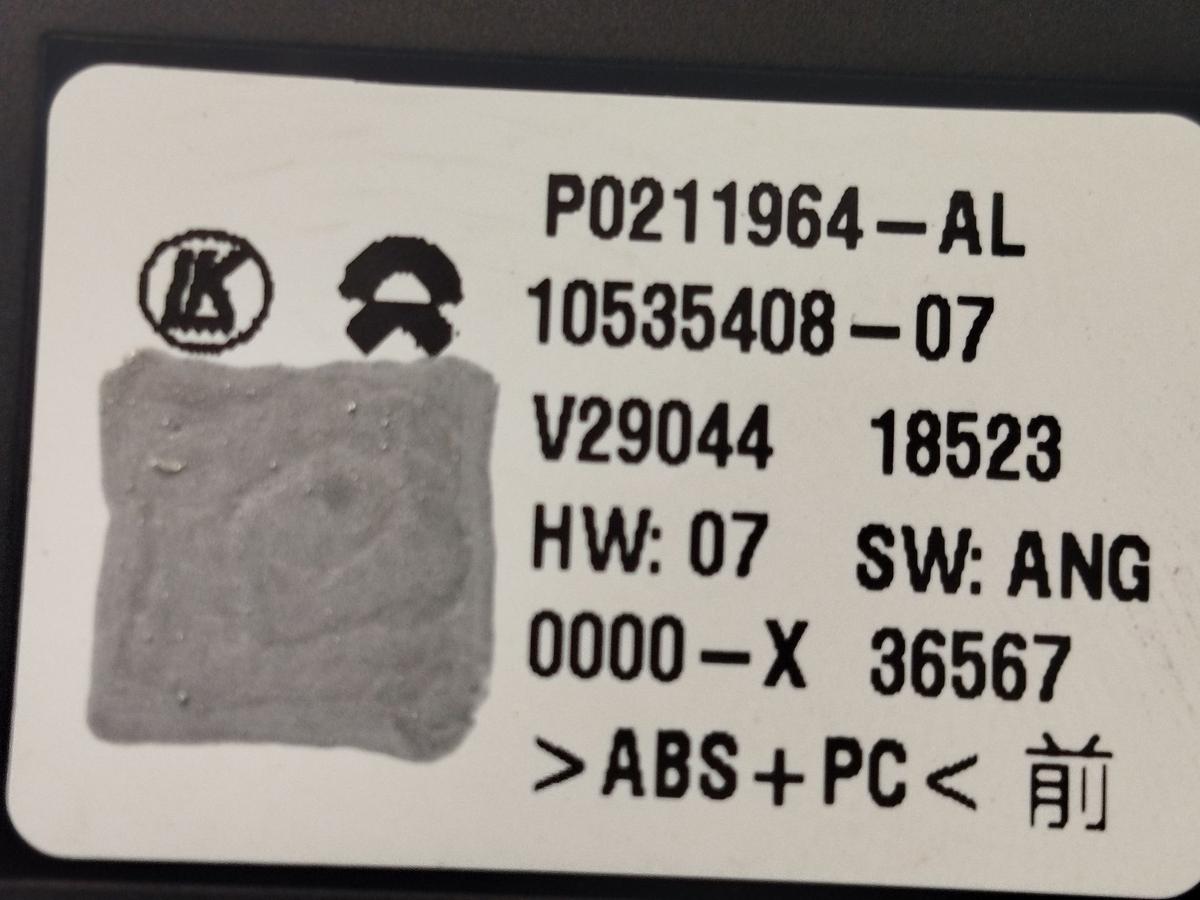 P0211964-AL
10535408-07
V29044 18523
HW: 07 SW: ANG
0000-X 36567
>ABS+PC< 前